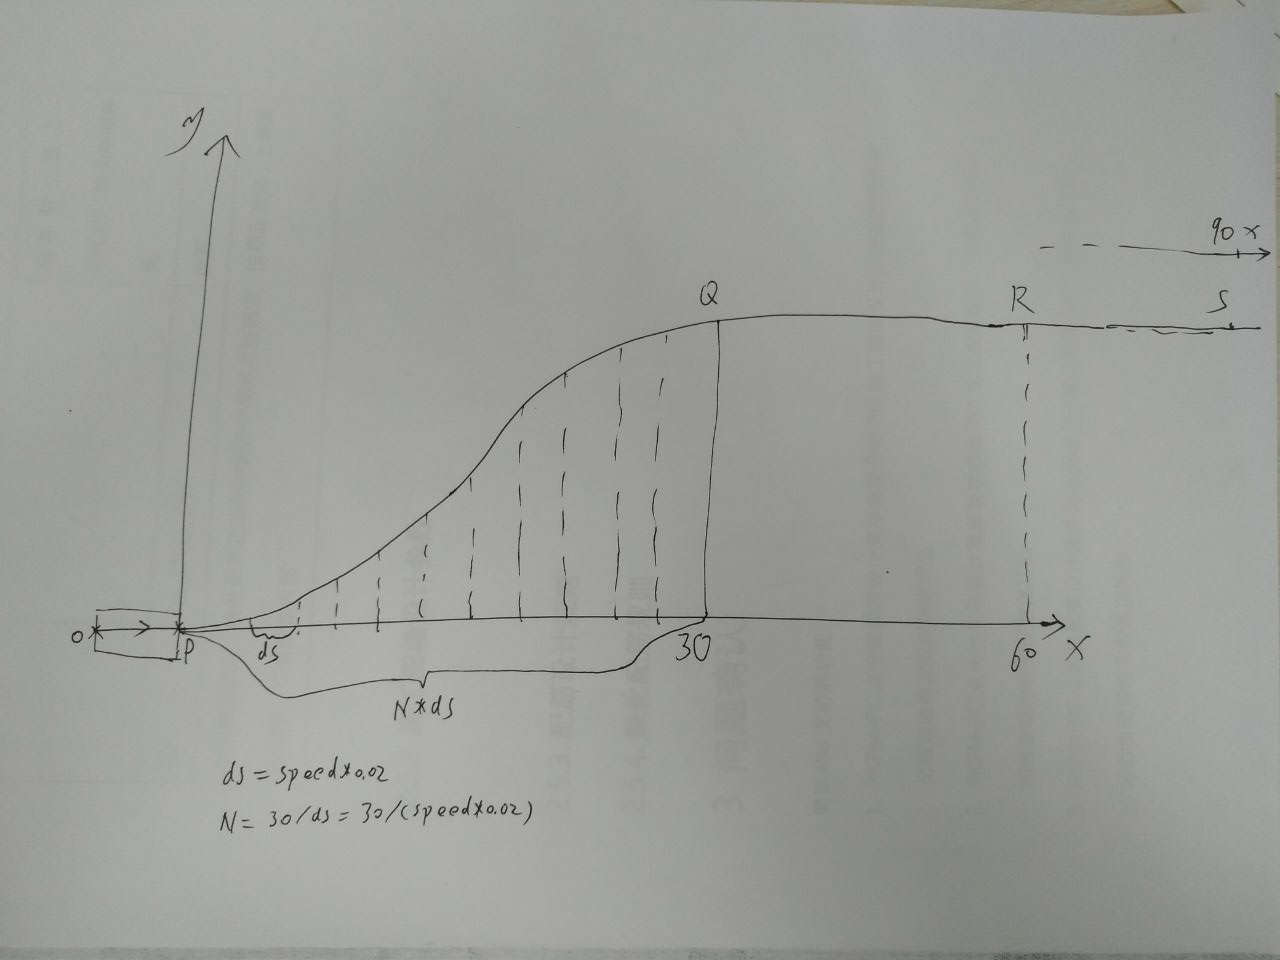 y
90 x
Q
R
S
O
P
ds
30
60
X
N*ds
ds = speed*0.02
N = 30/ds = 30/(speed*0.02)